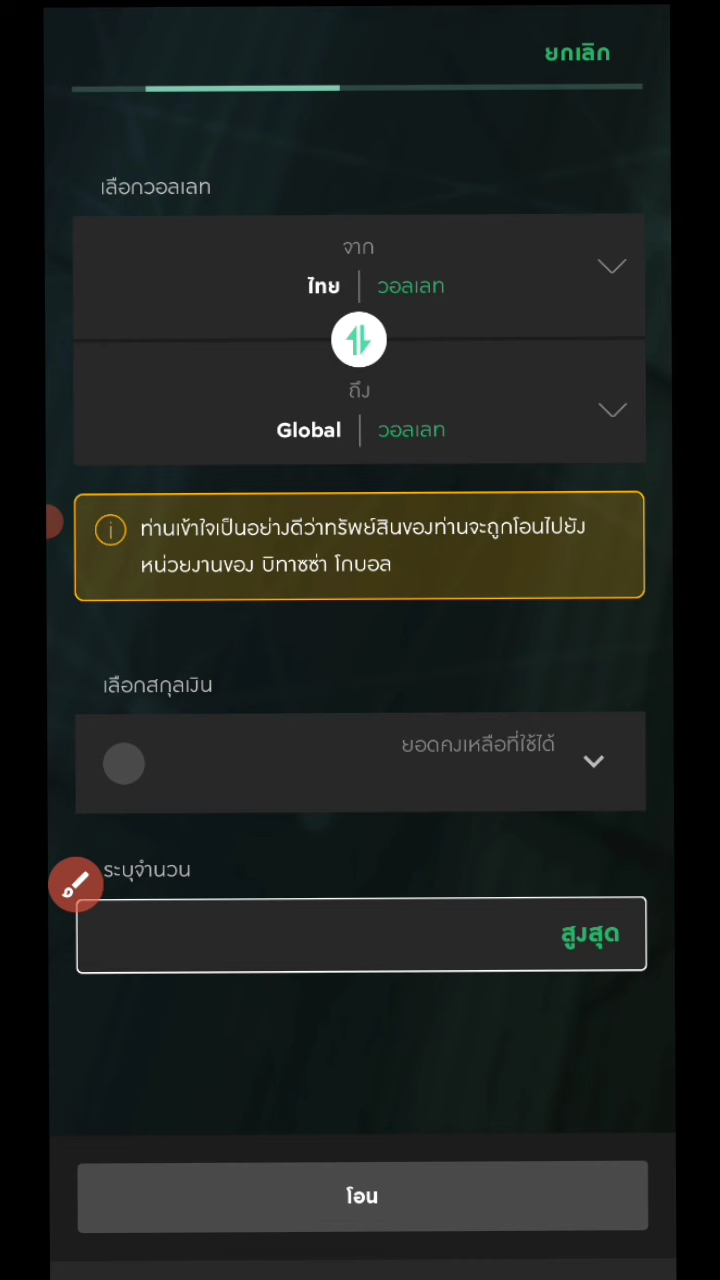 ยกเลิก
เลือกวอลเลท
จาก
ไทย | วอลเลท
ถึง
Global | วอลเลท
ท่านเข้าใจเป็นอย่างดีว่าทรัพย์สินของท่านจะถูกโอนไปยัง
หน่วยงานของ บิทาซซ่า โกบอล
เลือกสกุลเงิน
ยอดคงเหลือที่ใช้ได้
ระบุจำนวน
สูงสุด
โอน